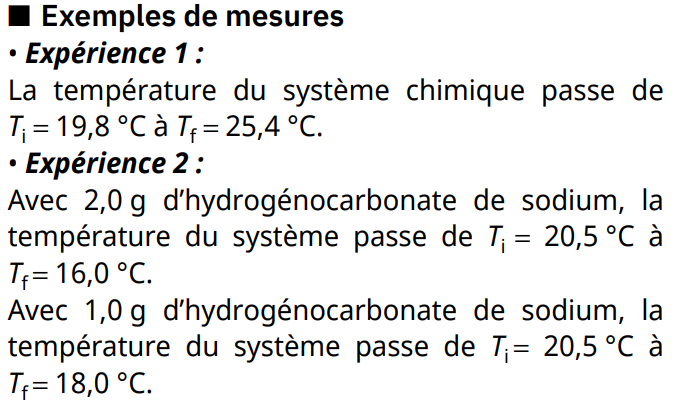 ■ Exemples de mesures
• Expérience 1 :
La température du système chimique passe de
Ti = 19,8 °C à Tf = 25,4 °C.
• Expérience 2 :
Avec 2,0 g d’hydrogénocarbonate de sodium, la
température du système passe de Ti = 20,5 °C à
Tf = 16,0 °C.
Avec 1,0 g d’hydrogénocarbonate de sodium, la
température du système passe de Ti = 20,5 °C à
Tf = 18,0 °C.